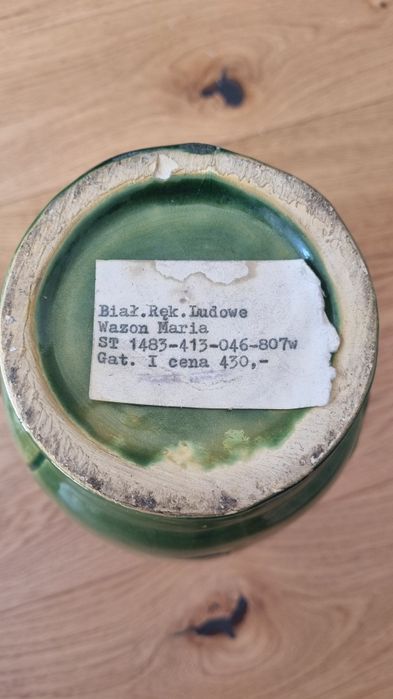 Biał.Ręk.Ludowe
Wazon Maria
ST 1483-413-046-807w
Gat. I cena 430,-